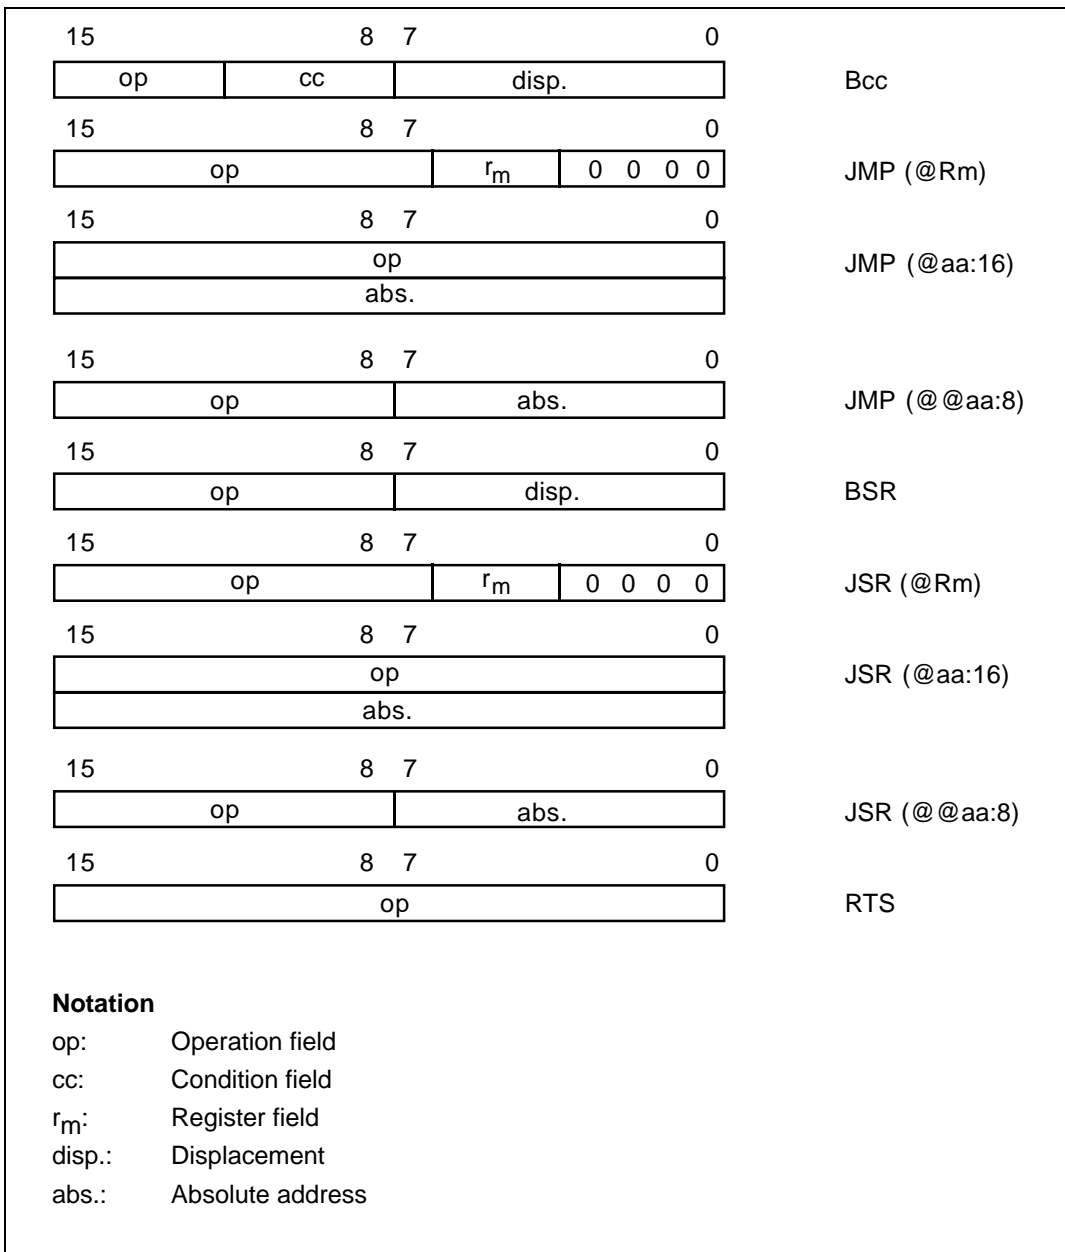 15 8 7 0
op cc disp. Bcc
15 8 7 0
op rm 0 0 0 0 JMP (@Rm)
15 8 7 0
op
JMP (@aa:16)
abs.
15 8 7 0
op abs. JMP (@@aa:8)
15 8 7 0
op disp. BSR
15 8 7 0
op rm 0 0 0 0 JSR (@Rm)
15 8 7 0
op
JSR (@aa:16)
abs.
15 8 7 0
op abs. JSR (@@aa:8)
15 8 7 0
op RTS
Notation
op: Operation field
cc: Condition field
rm: Register field
disp.: Displacement
abs.: Absolute address